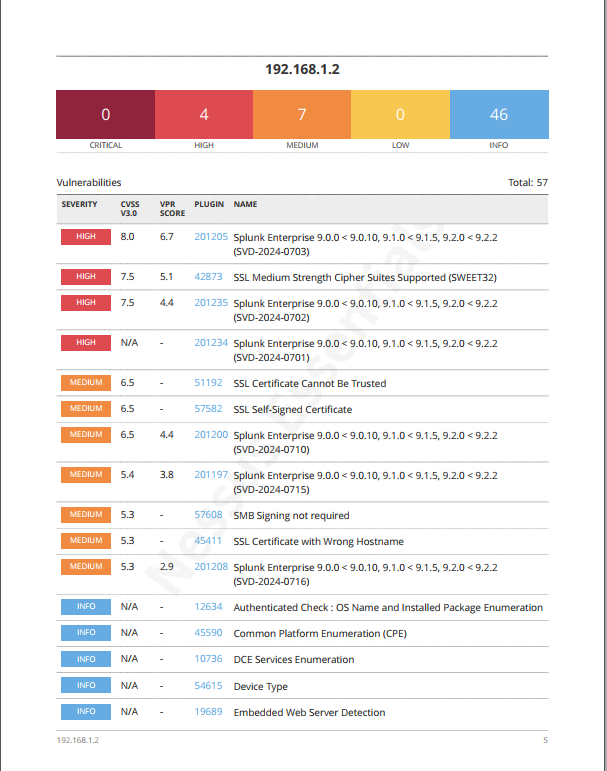 192.168.1.2
0 4 7 0 46
CRITICAL HIGH MEDIUM LOW INFO
Vulnerabilities Total: 57
SEVERITY CVSS V3.0 VPR SCORE PLUGIN NAME
HIGH 8.0 6.7 201205 Splunk Enterprise 9.0.0 < 9.0.10, 9.1.0 < 9.1.5, 9.2.0 < 9.2.2
(SVD-2024-0703)
HIGH 7.5 5.1 42873 SSL Medium Strength Cipher Suites Supported (SWEET32)
HIGH 7.5 4.4 201235 Splunk Enterprise 9.0.0 < 9.0.10, 9.1.0 < 9.1.5, 9.2.0 < 9.2.2
(SVD-2024-0702)
HIGH N/A - 201234 Splunk Enterprise 9.0.0 < 9.0.10, 9.1.0 < 9.1.5, 9.2.0 < 9.2.2
(SVD-2024-0701)
MEDIUM 6.5 - 51192 SSL Certificate Cannot Be Trusted
MEDIUM 6.5 - 57582 SSL Self-Signed Certificate
MEDIUM 6.5 4.4 201200 Splunk Enterprise 9.0.0 < 9.0.10, 9.1.0 < 9.1.5, 9.2.0 < 9.2.2
(SVD-2024-0710)
MEDIUM 5.4 3.8 201197 Splunk Enterprise 9.0.0 < 9.0.10, 9.1.0 < 9.1.5, 9.2.0 < 9.2.2
(SVD-2024-0715)
MEDIUM 5.3 - 57608 SMB Signing not required
MEDIUM 5.3 - 45411 SSL Certificate with Wrong Hostname
MEDIUM 5.3 2.9 201208 Splunk Enterprise 9.0.0 < 9.0.10, 9.1.0 < 9.1.5, 9.2.0 < 9.2.2
(SVD-2024-0716)
INFO N/A - 12634 Authenticated Check : OS Name and Installed Package Enumeration
INFO N/A - 45590 Common Platform Enumeration (CPE)
INFO N/A - 10736 DCE Services Enumeration
INFO N/A - 54615 Device Type
INFO N/A - 19689 Embedded Web Server Detection
192.168.1.2 5
Nessus Essentials